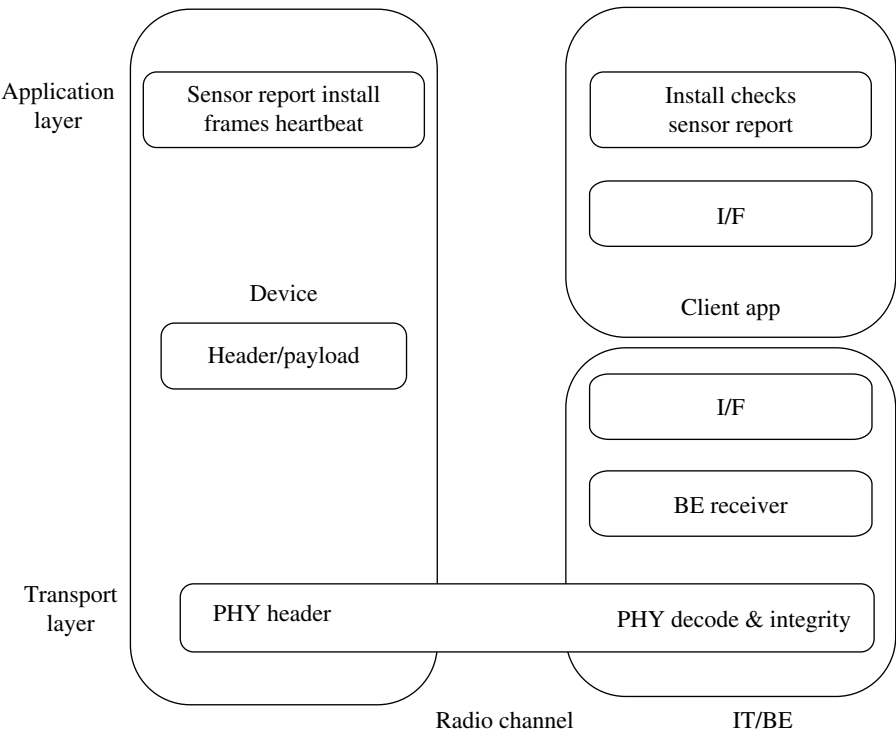 Application
layer
Sensor report install
frames heartbeat
Install checks
sensor report
I/F
Device
Client app
Header/payload
I/F
BE receiver
Transport
layer
PHY header
PHY decode & integrity
Radio channel
IT/BE